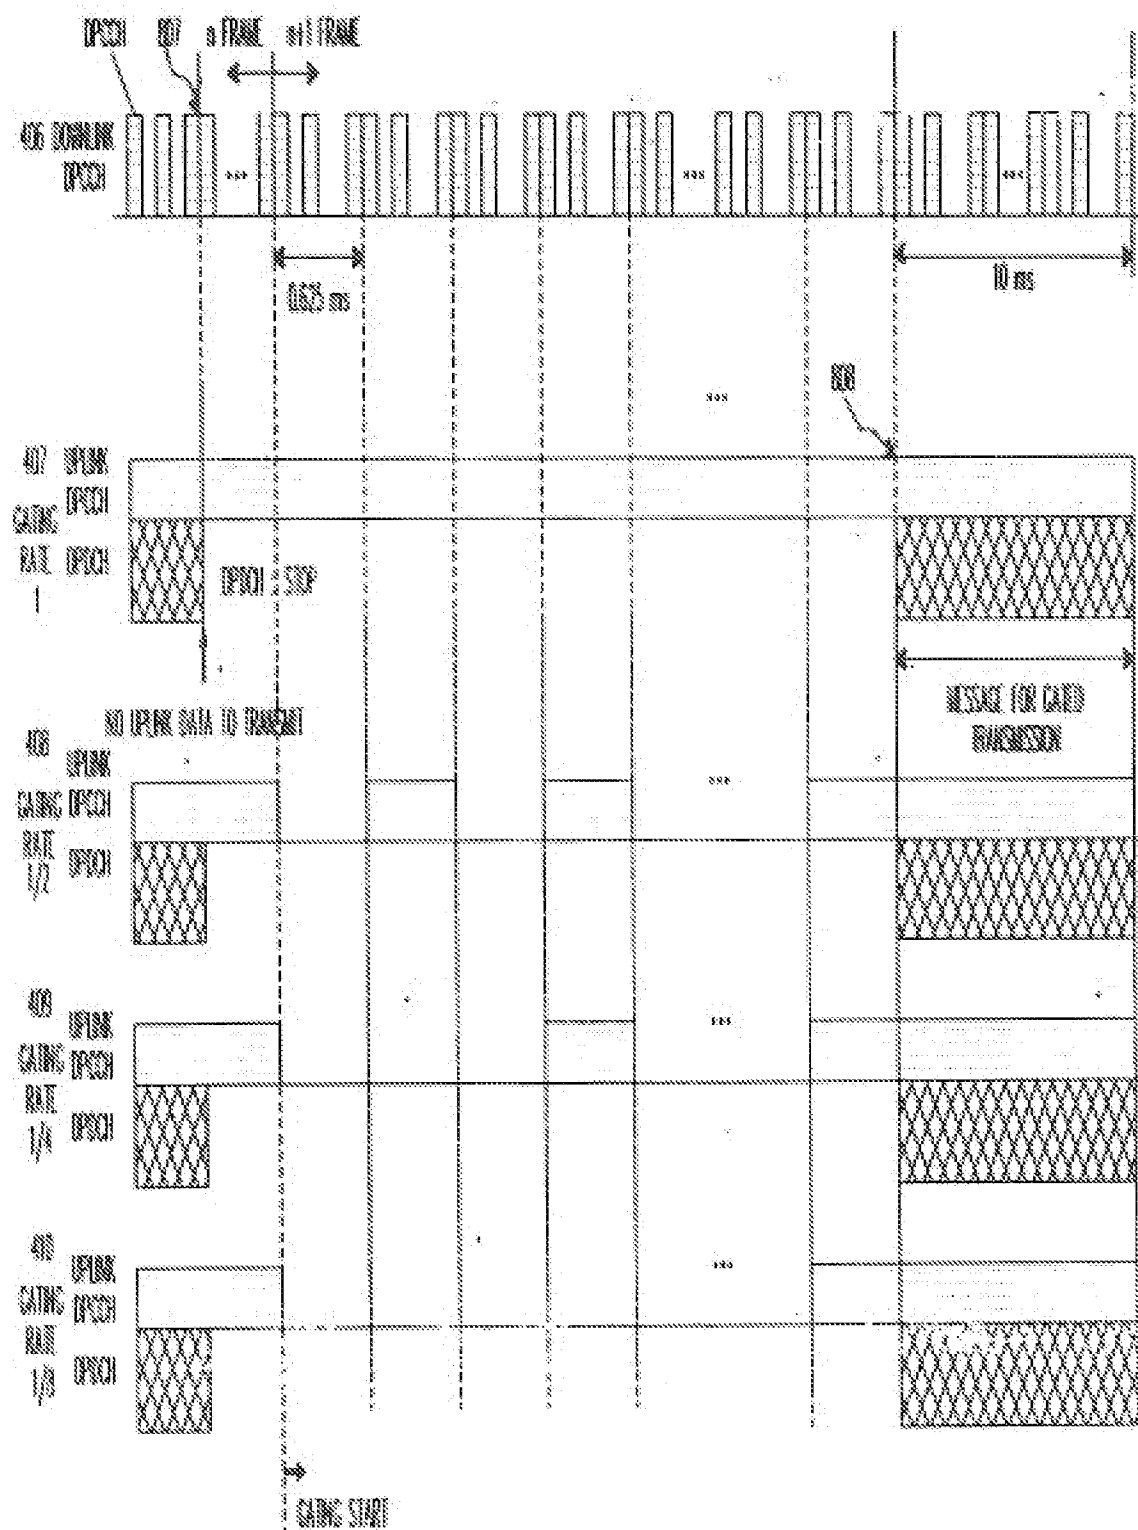 DPCCH 807 n FRAME n+1 FRAME
406 DOWNLINK
DPCCH
0.625 ms
10 ms
808
407 UPLINK
DPCCH
GATING
RATE
1
DPDCH
DPDCH STOP
NO UPLINK DATA TO TRANSMIT
MESSAGE FOR GATED
TRANSMISSION
408 UPLINK
DPCCH
GATING
RATE
1/2
DPDCH
409 UPLINK
DPCCH
GATING
RATE
1/4
DPDCH
410 UPLINK
DPCCH
GATING
RATE
1/8
DPDCH
GATING START